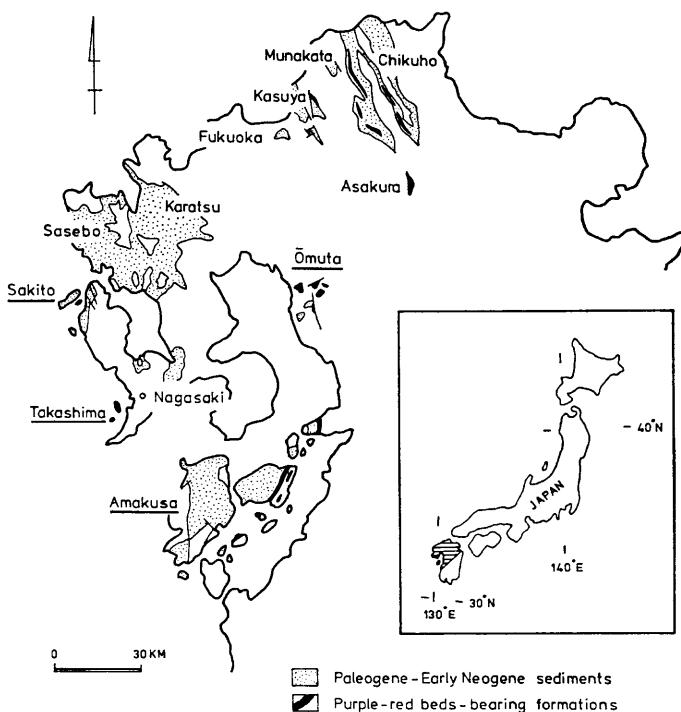 Munakata
Chikuho
Kasuya
Fukuoka
Asakura
Karatsu
Sasebo
Ōmuta
Sakito
Nagasaki
Takashima
Amakusa
40°N
JAPAN
140°E
30°N
130°E
0 30 KM
Paleogene-Early Neogene sediments
Purple-red beds-bearing formations